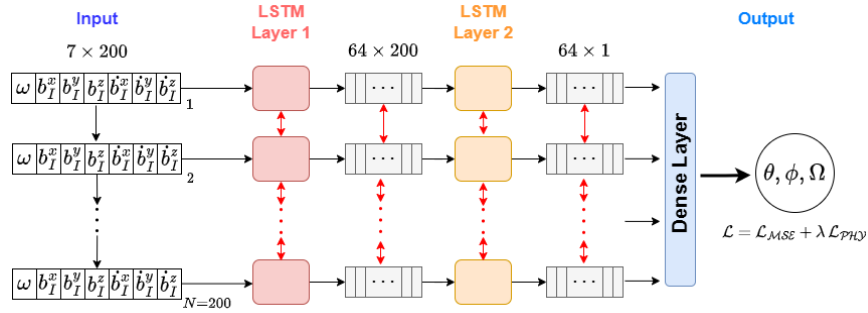 Input
LSTM
Layer 1
LSTM
Layer 2
Output
7 × 200
64 × 200
64 × 1
ω b_I^x b_I^y b_I^z ḃ_I^x ḃ_I^y ḃ_I^z 1
...
...
ω b_I^x b_I^y b_I^z ḃ_I^x ḃ_I^y ḃ_I^z 2
...
...
ω b_I^x b_I^y b_I^z ḃ_I^x ḃ_I^y ḃ_I^z N=200
...
...
Dense Layer
θ, ϕ, Ω
ℒ = ℒ_MSE + λ ℒ_PHY